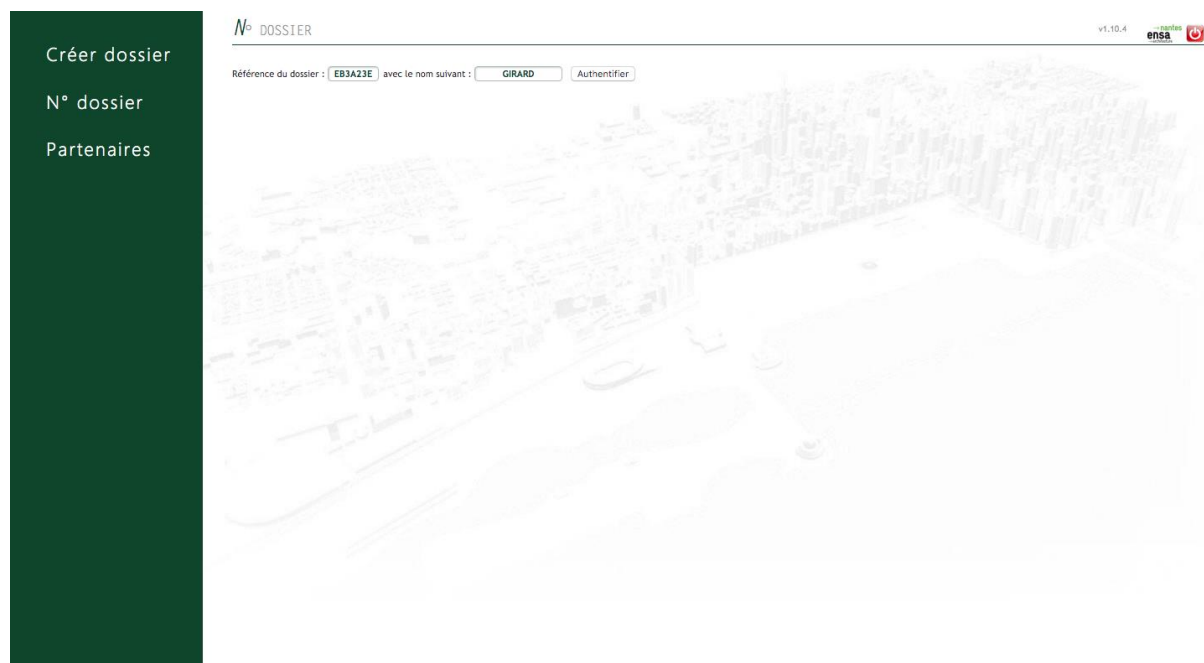 Créer dossier
N° dossier
Partenaires
N° DOSSIER
v1.10.4
nantes
ensa
architecture
Référence du dossier : EB3A23E avec le nom suivant : GIRARD Authentifier